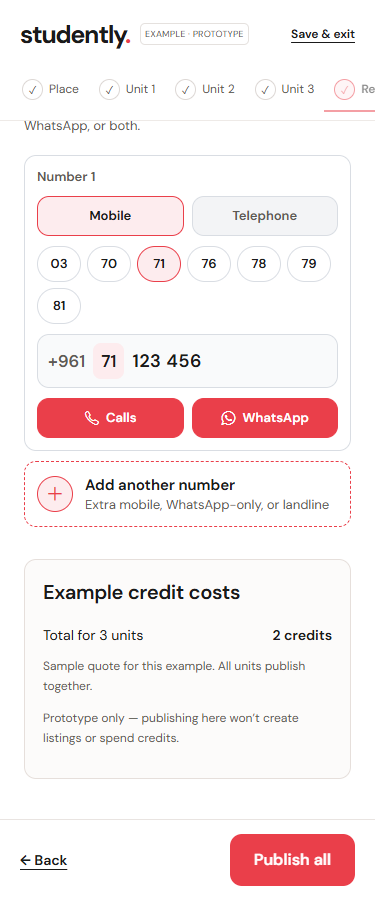 studently.
EXAMPLE · PROTOTYPE
Save & exit
Place
Unit 1
Unit 2
Unit 3
Re
WhatsApp, or both.
Number 1
Mobile
Telephone
03
70
71
76
78
79
81
+961 71 123 456
Calls
WhatsApp
Add another number
Extra mobile, WhatsApp-only, or landline
Example credit costs
Total for 3 units
2 credits
Sample quote for this example. All units publish
together.
Prototype only — publishing here won't create
listings or spend credits.
← Back
Publish all